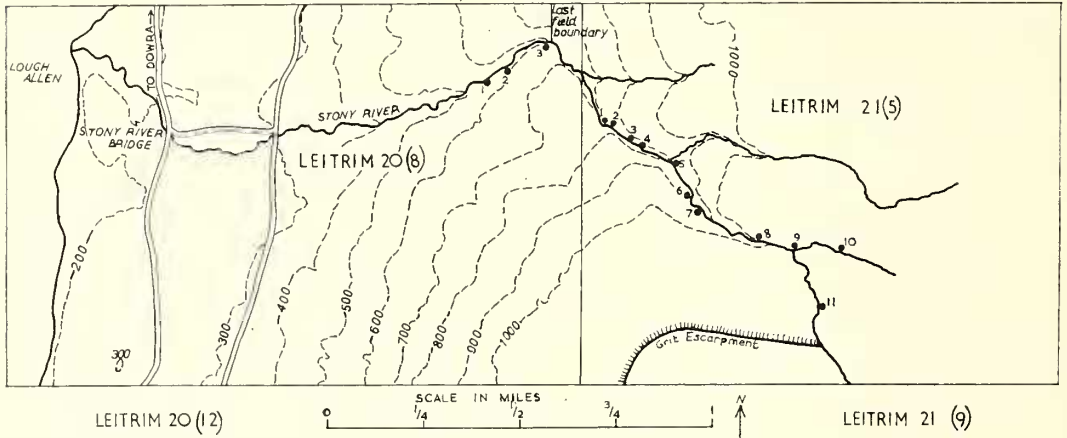 LOUGH
ALLEN
TO DOWRA
STONY RIVER
BRIDGE
STONY RIVER
Last
field
boundary
1000
LEITRIM 20(8)
LEITRIM 21(5)
2
3
1
2
3
4
5
6
7
8
9
10
11
200
300
300
400
500
600
700
800
900
1000
Grit Escarpment
LEITRIM 20(12)
SCALE IN MILES
0 1/4 1/2 3/4 1
N
LEITRIM 21 (9)